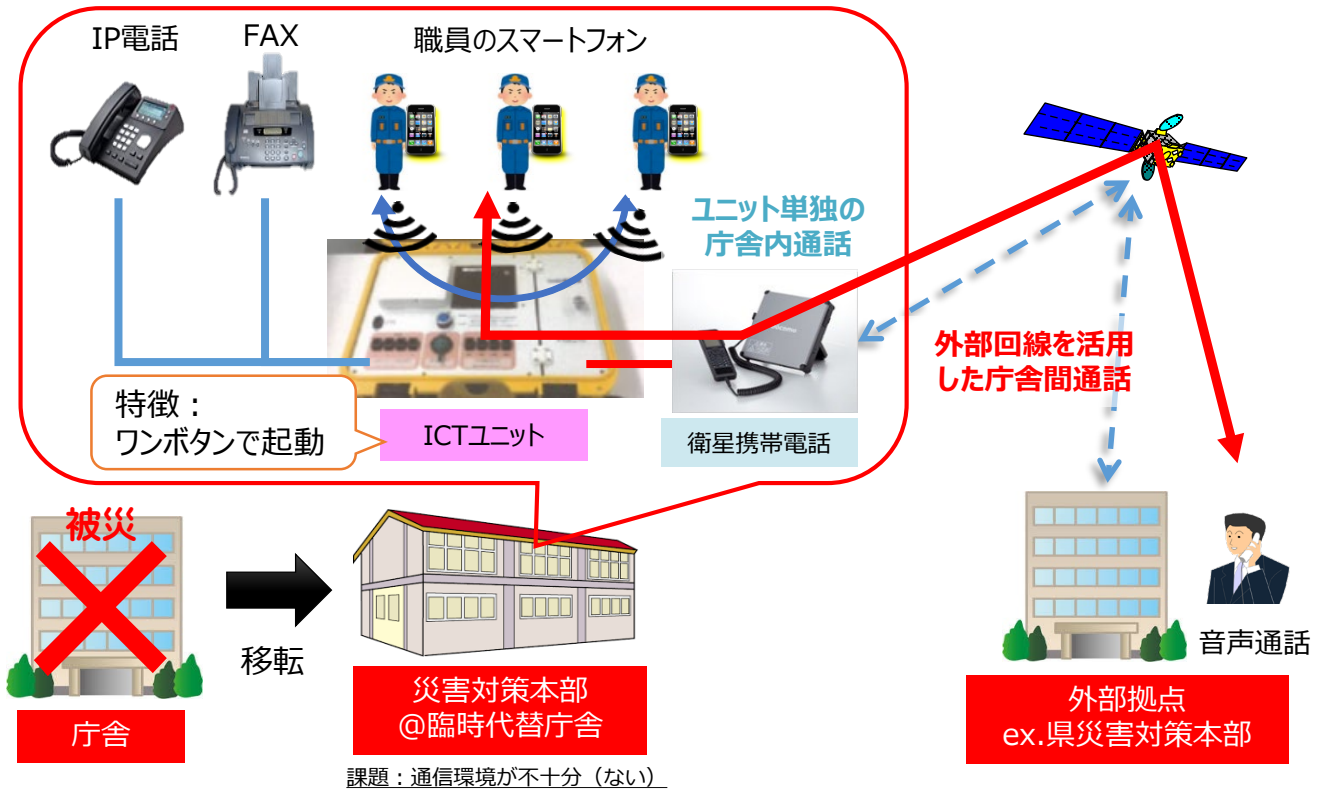 IP電話
FAX
職員のスマートフォン
ユニット単独の
庁舎内通話
外部回線を活用
した庁舎間通話
特徴：
ワンボタンで起動
ICTユニット
衛星携帯電話
被災
移転
庁舎
災害対策本部
@臨時代替庁舎
課題：通信環境が不十分（ない）
音声通話
外部拠点
ex.県災害対策本部